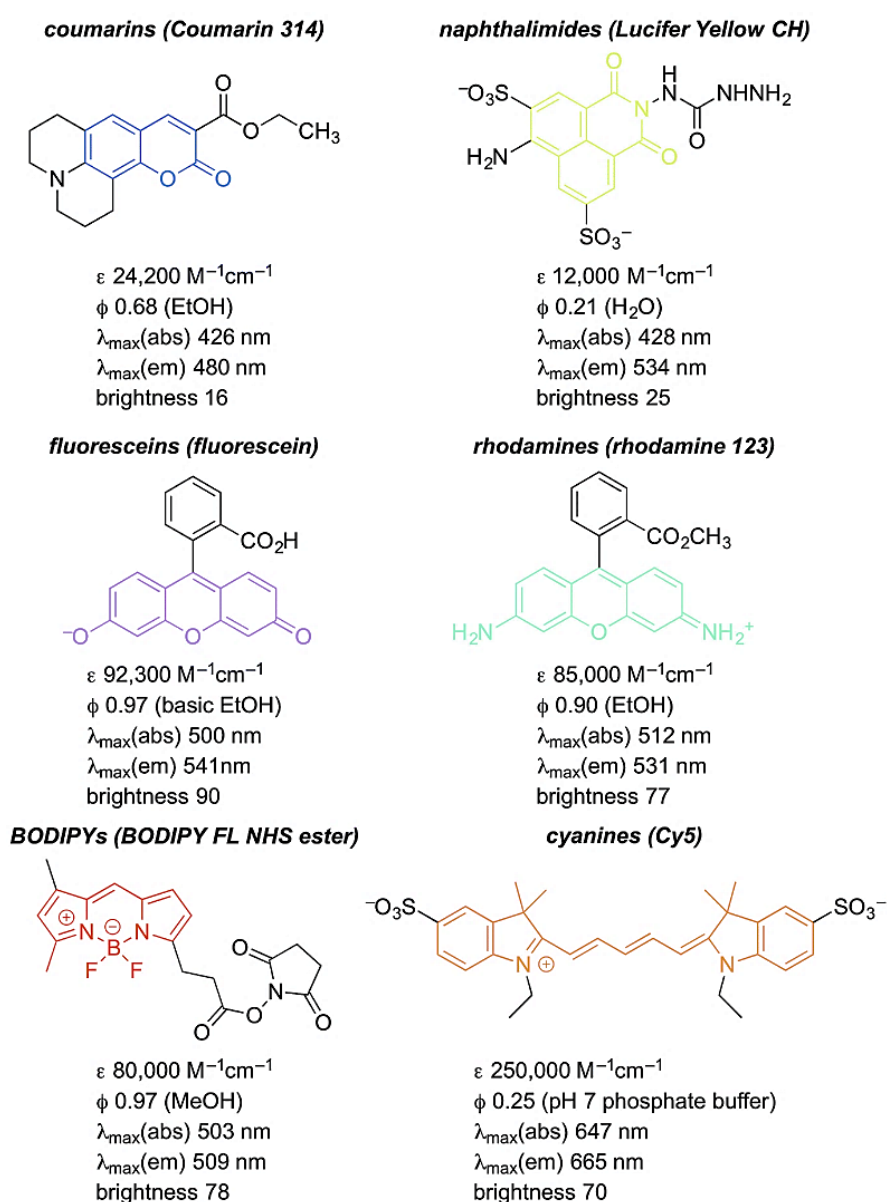 coumarins (Coumarin 314)
O
O
CH₃
N
O
O
ε 24,200 M⁻¹cm⁻¹
ϕ 0.68 (EtOH)
λmax(abs) 426 nm
λmax(em) 480 nm
brightness 16
naphthalimides (Lucifer Yellow CH)
O
⁻O₃S
H
N
N
NHNH₂
O
H₂N
O
SO₃⁻
ε 12,000 M⁻¹cm⁻¹
ϕ 0.21 (H₂O)
λmax(abs) 428 nm
λmax(em) 534 nm
brightness 25
fluoresceins (fluorescein)
CO₂H
⁻O
O
O
ε 92,300 M⁻¹cm⁻¹
ϕ 0.97 (basic EtOH)
λmax(abs) 500 nm
λmax(em) 541nm
brightness 90
rhodamines (rhodamine 123)
CO₂CH₃
H₂N
O
NH₂⁺
ε 85,000 M⁻¹cm⁻¹
ϕ 0.90 (EtOH)
λmax(abs) 512 nm
λmax(em) 531 nm
brightness 77
BODIPYs (BODIPY FL NHS ester)
⊕
⊖
N
B
N
F
F
O
N
O
O
O
ε 80,000 M⁻¹cm⁻¹
ϕ 0.97 (MeOH)
λmax(abs) 503 nm
λmax(em) 509 nm
brightness 78
cyanines (Cy5)
⁻O₃S
SO₃⁻
N
⊕
N
ε 250,000 M⁻¹cm⁻¹
ϕ 0.25 (pH 7 phosphate buffer)
λmax(abs) 647 nm
λmax(em) 665 nm
brightness 70